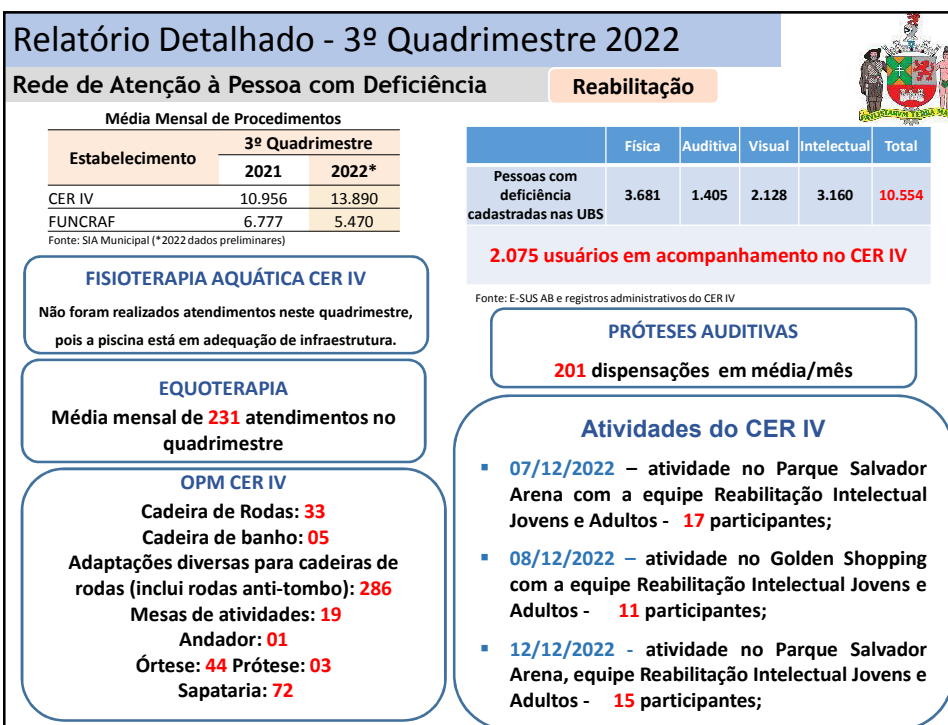 Relatório Detalhado - 3º Quadrimestre 2022
Rede de Atenção à Pessoa com Deficiência
Reabilitação
Média Mensal de Procedimentos
Estabelecimento 3º Quadrimestre
2021 2022*
CER IV 10.956 13.890
FUNCRAF 6.777 5.470
Fonte: SIA Municipal (*2022 dados preliminares)
FISIOTERAPIA AQUÁTICA CER IV
Não foram realizados atendimentos neste quadrimestre,
pois a piscina está em adequação de infraestrutura.
EQUOTERAPIA
Média mensal de 231 atendimentos no
quadrimestre
OPM CER IV
Cadeira de Rodas: 33
Cadeira de banho: 05
Adaptações diversas para cadeiras de
rodas (inclui rodas anti-tombo): 286
Mesas de atividades: 19
Andador: 01
Órtese: 44 Prótese: 03
Sapataria: 72
Física Auditiva Visual Intelectual Total
Pessoas com
deficiência
cadastradas nas UBS
3.681 1.405 2.128 3.160 10.554
2.075 usuários em acompanhamento no CER IV
Fonte: E-SUS AB e registros administrativos do CER IV
PRÓTESES AUDITIVAS
201 dispensações em média/mês
Atividades do CER IV
▪ 07/12/2022 – atividade no Parque Salvador
Arena com a equipe Reabilitação Intelectual
Jovens e Adultos - 17 participantes;
▪ 08/12/2022 – atividade no Golden Shopping
com a equipe Reabilitação Intelectual Jovens e
Adultos - 11 participantes;
▪ 12/12/2022 - atividade no Parque Salvador
Arena, equipe Reabilitação Intelectual Jovens e
Adultos - 15 participantes;